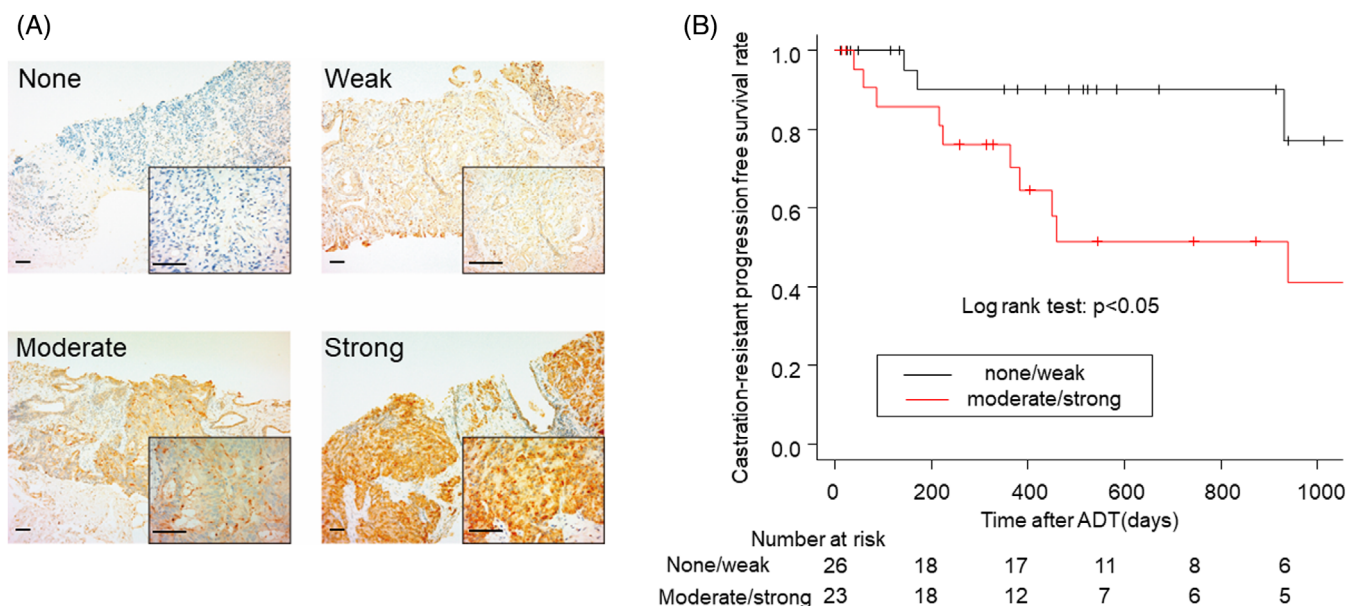 (A)
None
Weak
Moderate
Strong
(B)
Castration-resistant progression free survival rate
1.0
0.8
0.6
0.4
0.2
0.0
Log rank test: p<0.05
none/weak
moderate/strong
0 200 400 600 800 1000
Time after ADT(days)
Number at risk
None/weak 26 18 17 11 8 6
Moderate/strong 23 18 12 7 6 5